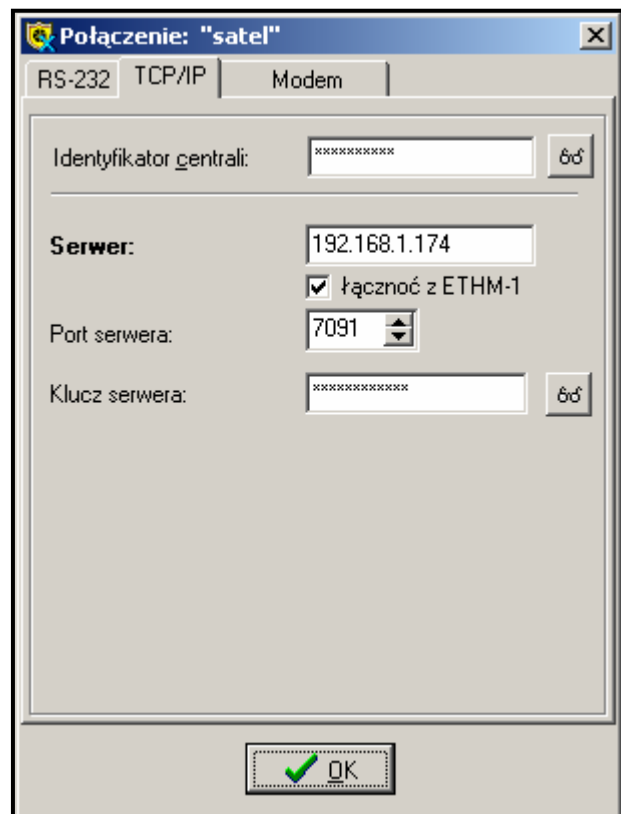 Połączenie: "satel"
RS-232 TCP/IP Modem
Identyfikator centrali: **********
Serwer: 192.168.1.174
łącznoć z ETHM-1
Port serwera: 7091
Klucz serwera: ************
OK